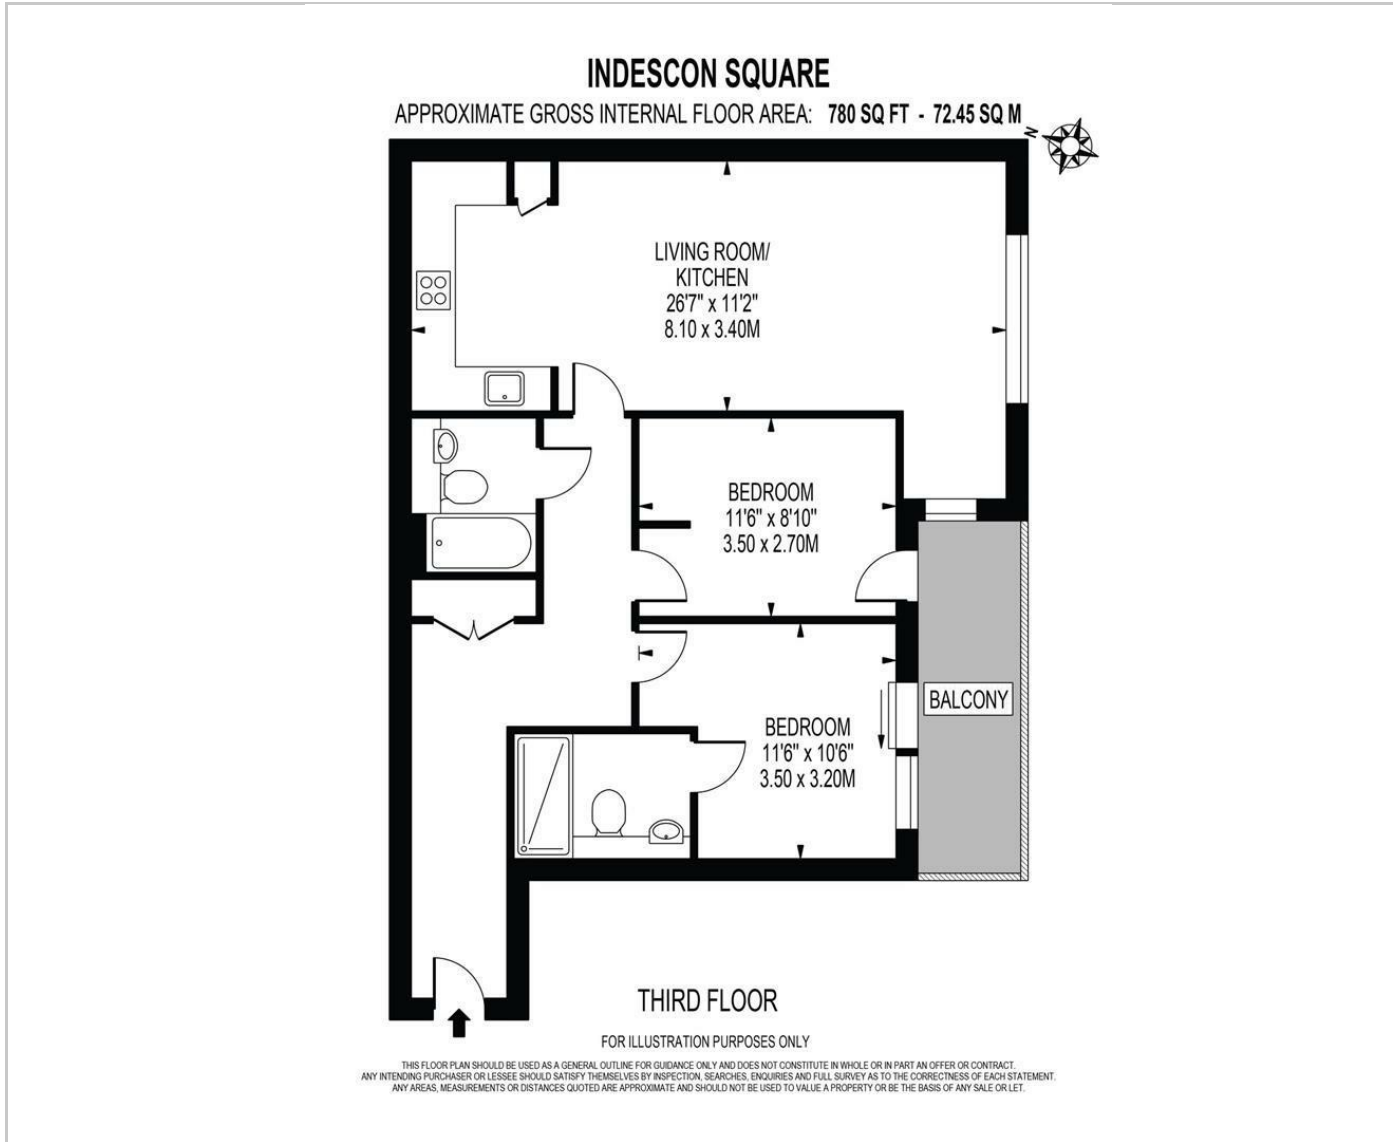 INDESCON SQUARE
APPROXIMATE GROSS INTERNAL FLOOR AREA: 780 SQ FT - 72.45 SQ M
N
LIVING ROOM/
KITCHEN
26'7" x 11'2"
8.10 x 3.40M
BEDROOM
11'6" x 8'10"
3.50 x 2.70M
BALCONY
BEDROOM
11'6" x 10'6"
3.50 x 3.20M
THIRD FLOOR
FOR ILLUSTRATION PURPOSES ONLY
THIS FLOOR PLAN SHOULD BE USED AS A GENERAL OUTLINE FOR GUIDANCE ONLY AND DOES NOT CONSTITUTE IN WHOLE OR IN PART AN OFFER OR CONTRACT.
ANY INTENDING PURCHASER OR LESSEE SHOULD SATISFY THEMSELVES BY INSPECTION, SEARCHES, ENQUIRIES AND FULL SURVEY AS TO THE CORRECTNESS OF EACH STATEMENT.
ANY AREAS, MEASUREMENTS OR DISTANCES QUOTED ARE APPROXIMATE AND SHOULD NOT BE USED TO VALUE A PROPERTY OR BE THE BASIS OF ANY SALE OR LET.